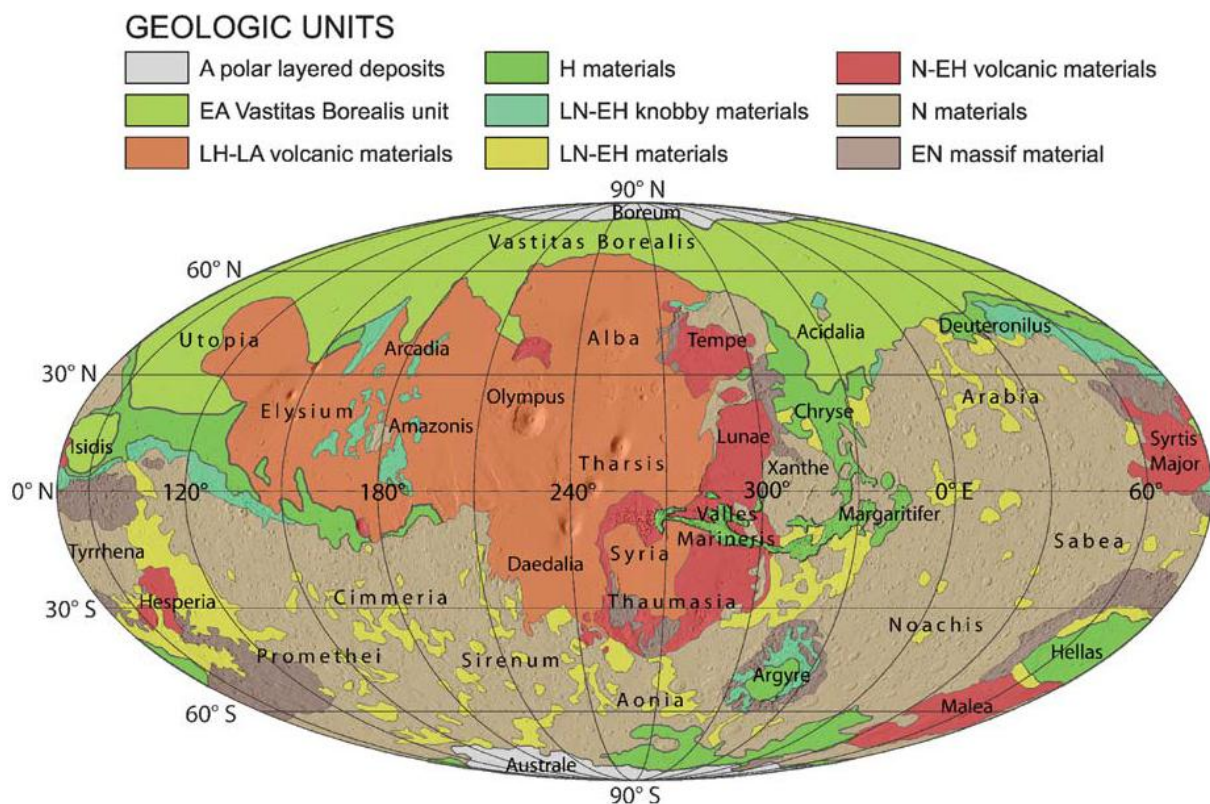 GEOLOGIC UNITS
A polar layered deposits
H materials
N-EH volcanic materials
EA Vastitas Borealis unit
LN-EH knobby materials
N materials
LH-LA volcanic materials
LN-EH materials
EN massif material
90° N
Boreum
Vastitas Borealis
60° N
Utopia
Arcadia
Alba
Tempe
Acidalia
Deuteronilus
30° N
Elysium
Amazonis
Olympus
Chryse
Arabia
Isidis
Lunae
Syrtis
Major
Tharsis
Xanthe
0° N
120°
180°
240°
300°
0° E
60°
Valles
Marineris
Margaritifer
Tyrrhena
Daedalia
Syria
Sabea
Hesperia
Cimmeria
Thaumasia
30° S
Noachis
Promethei
Sirenum
Argyre
Hellas
Aonia
Malea
60° S
Australe
90° S